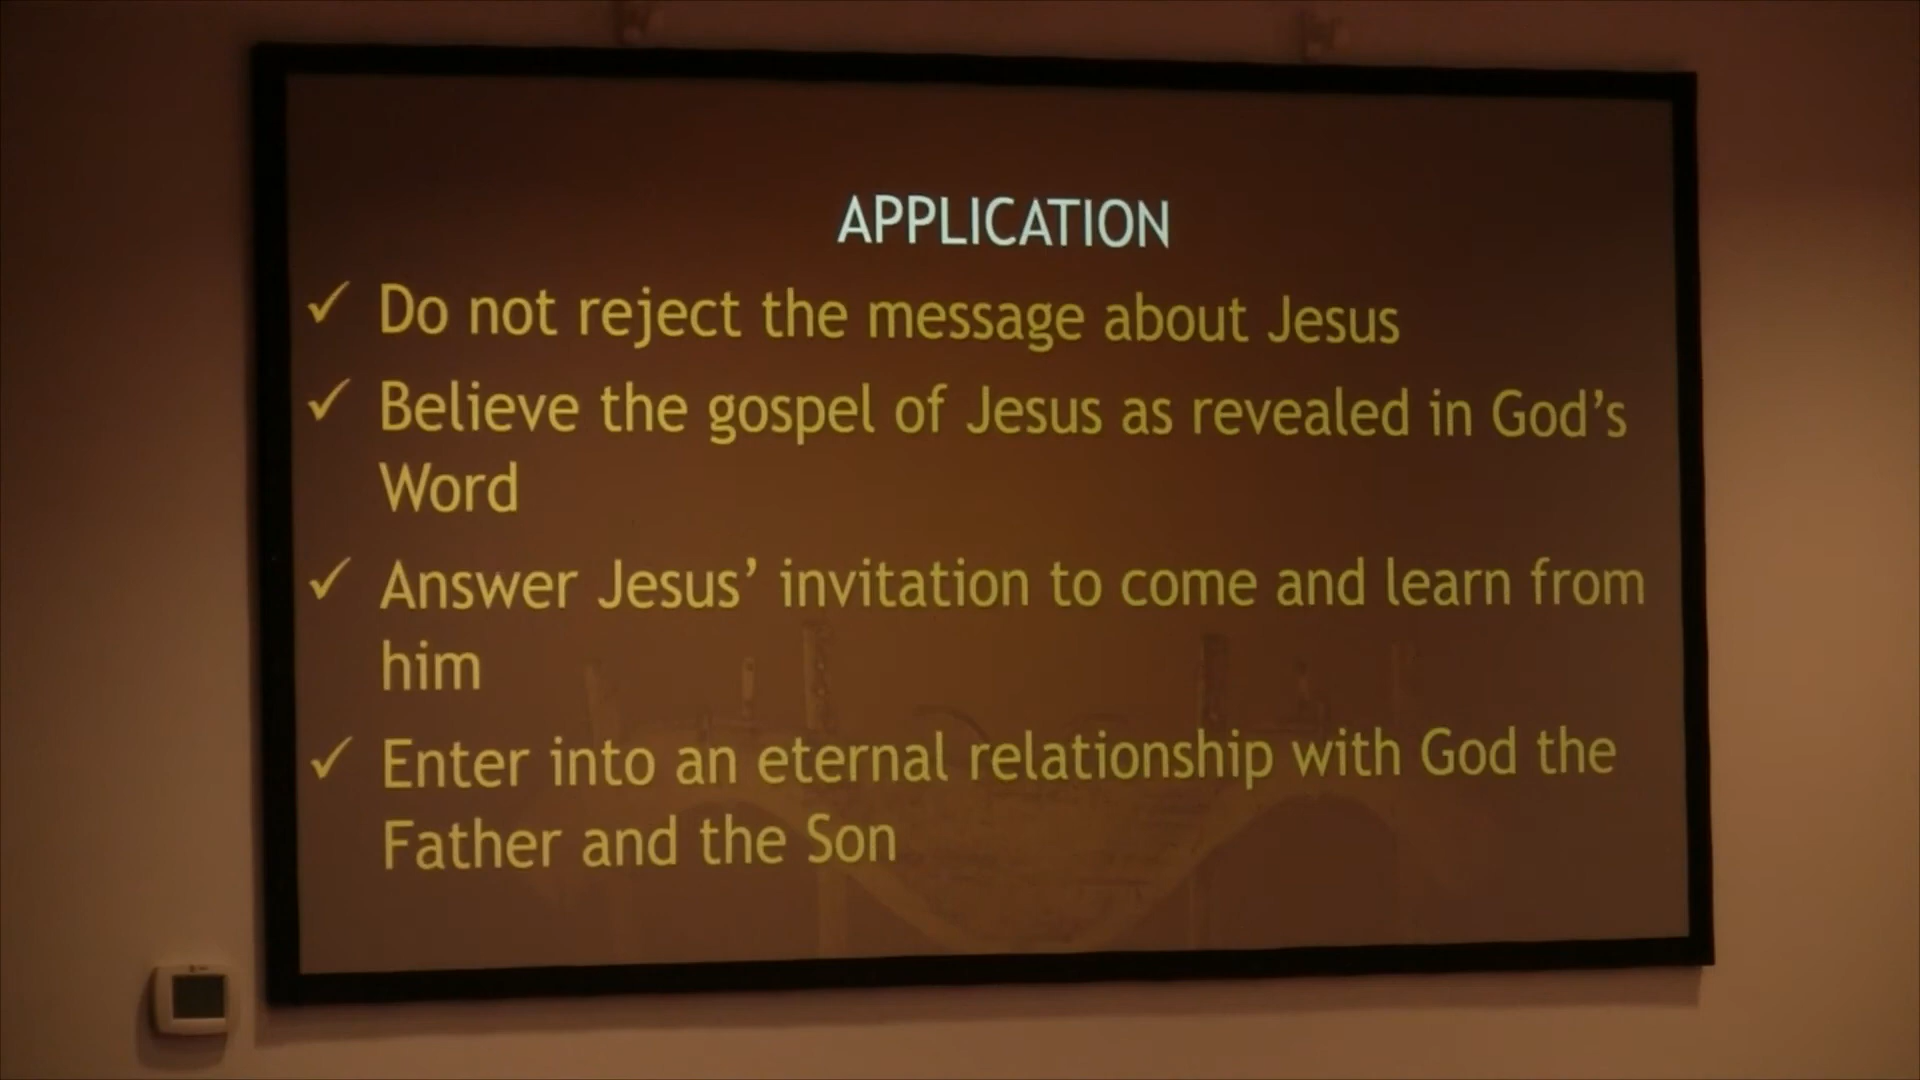 APPLICATION
✓ Do not reject the message about Jesus
✓ Believe the gospel of Jesus as revealed in God’s
Word
✓ Answer Jesus’ invitation to come and learn from
him
✓ Enter into an eternal relationship with God the
Father and the Son